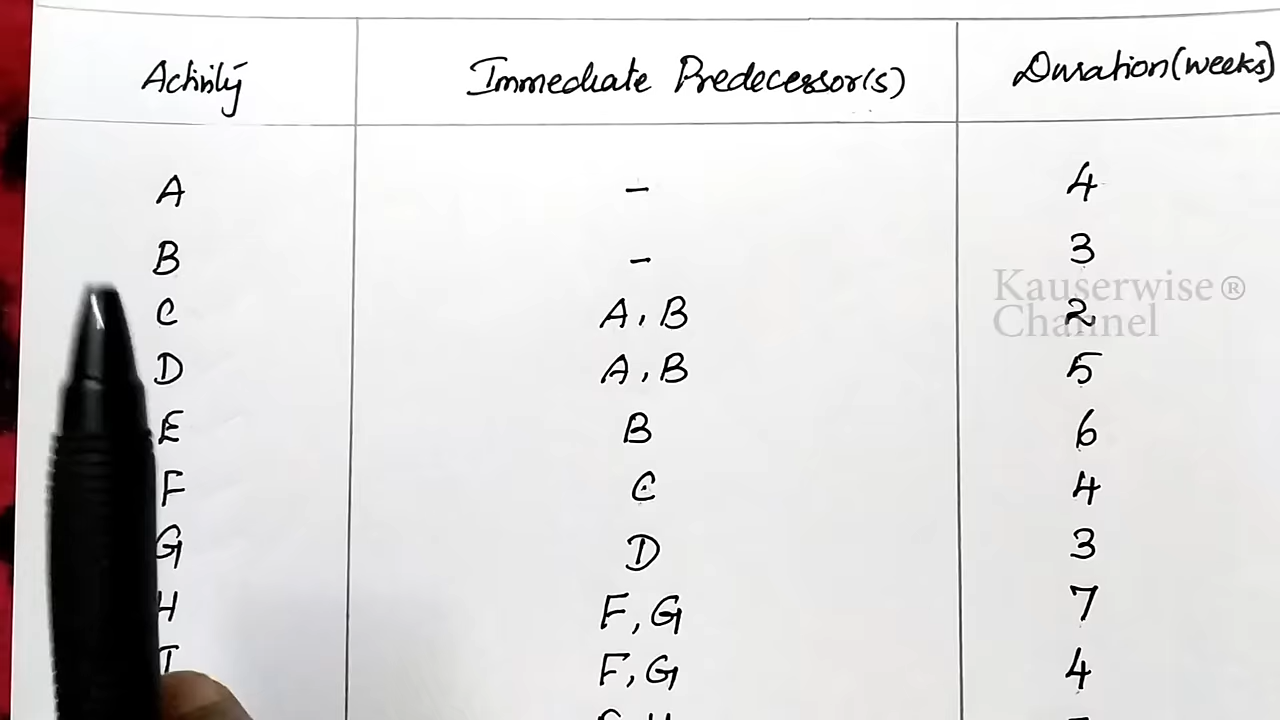 Activity Immediate Predecessor(s) Duration(weeks)
A - 4
B - 3
Kauserwise®
Channel
C A, B 2
D A, B 5
E B 6
F C 4
G D 3
H F, G 7
I F, G 4